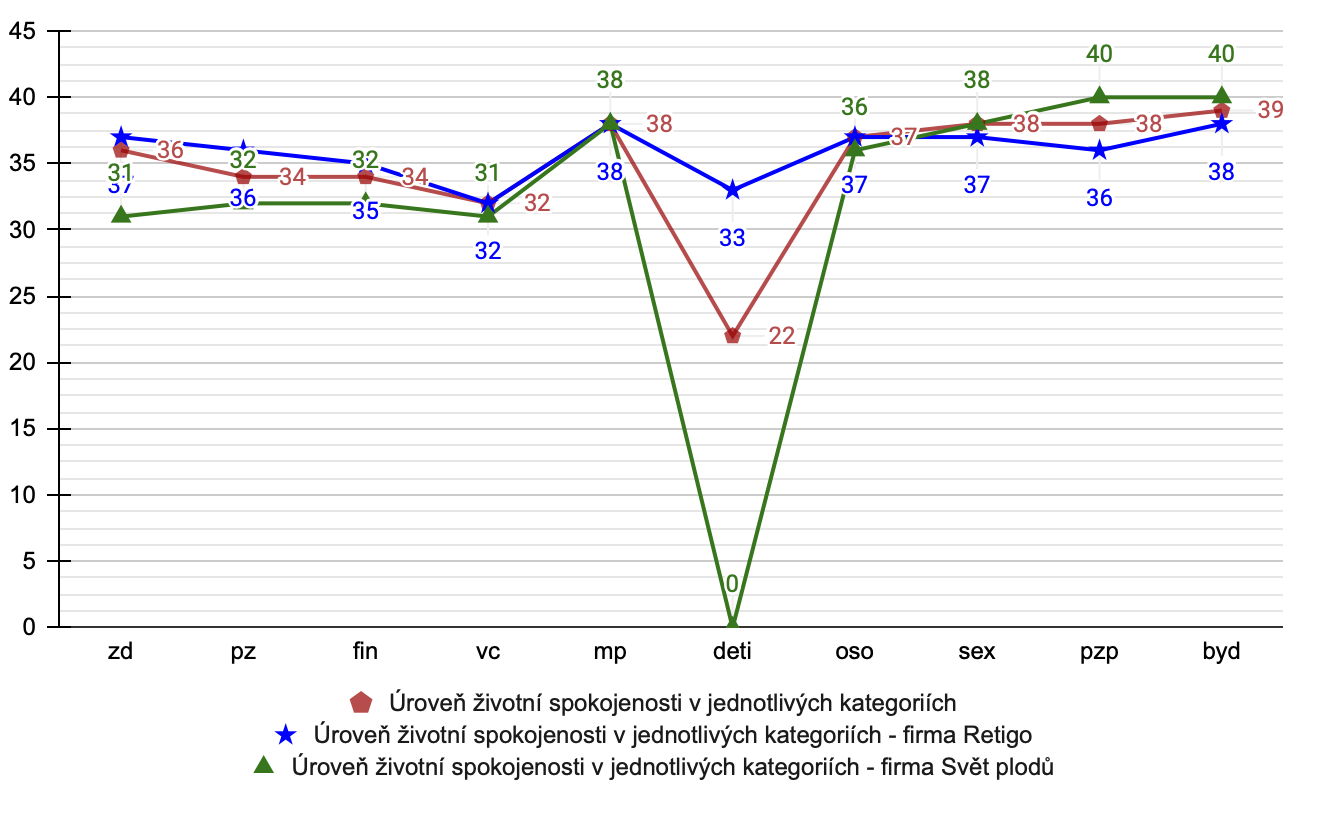 45
40
35
30
25
20
15
10
5
0
31 32 32 31 38 0 36 38 40 40
36 34 34 32 38 22 37 38 38 39
37 36 35 32 38 33 37 37 36 38
zd pz fin vc mp deti oso sex pzp byd
Úroveň životní spokojenosti v jednotlivých kategoriích
Úroveň životní spokojenosti v jednotlivých kategoriích - firma Retigo
Úroveň životní spokojenosti v jednotlivých kategoriích - firma Svět plodů